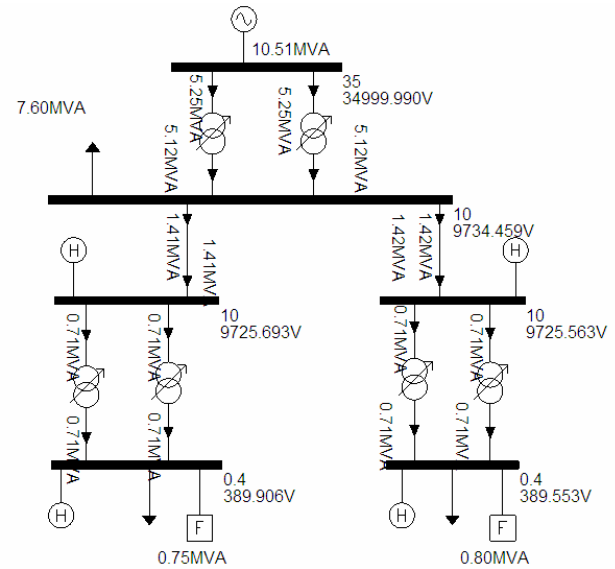 10.51MVA
35
34999.990V
5.25MVA
5.25MVA
7.60MVA
5.12MVA
5.12MVA
10
9734.459V
1.41MVA
1.41MVA
1.42MVA
1.42MVA
H
H
10
9725.693V
10
9725.563V
0.71MVA
0.71MVA
0.71MVA
0.71MVA
0.71MVA
0.71MVA
0.71MVA
0.71MV
0.4
389.906V
0.4
389.553V
H
F
H
F
0.75MVA
0.80MVA